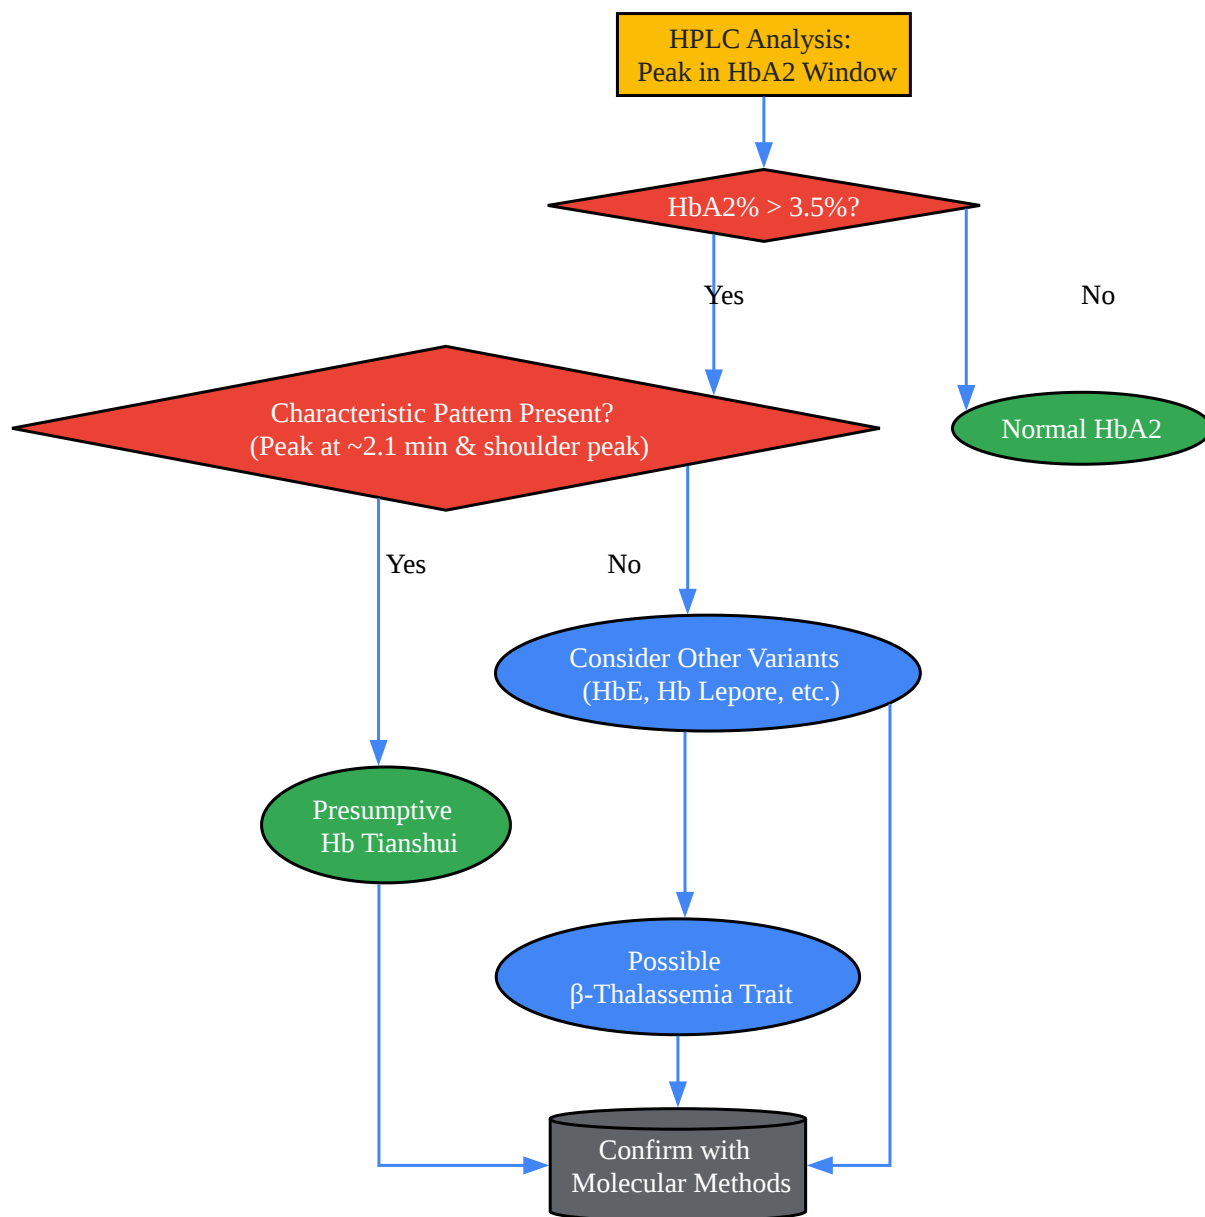 HPLC Analysis:
Peak in HbA2 Window
HbA2% > 3.5%?
Yes
No
Characteristic Pattern Present?
(Peak at ~2.1 min & shoulder peak)
Normal HbA2
Yes
No
Consider Other Variants
(HbE, Hb Lepore, etc.)
Presumptive
Hb Tianshui
Possible
β-Thalassemia Trait
Confirm with
Molecular Methods